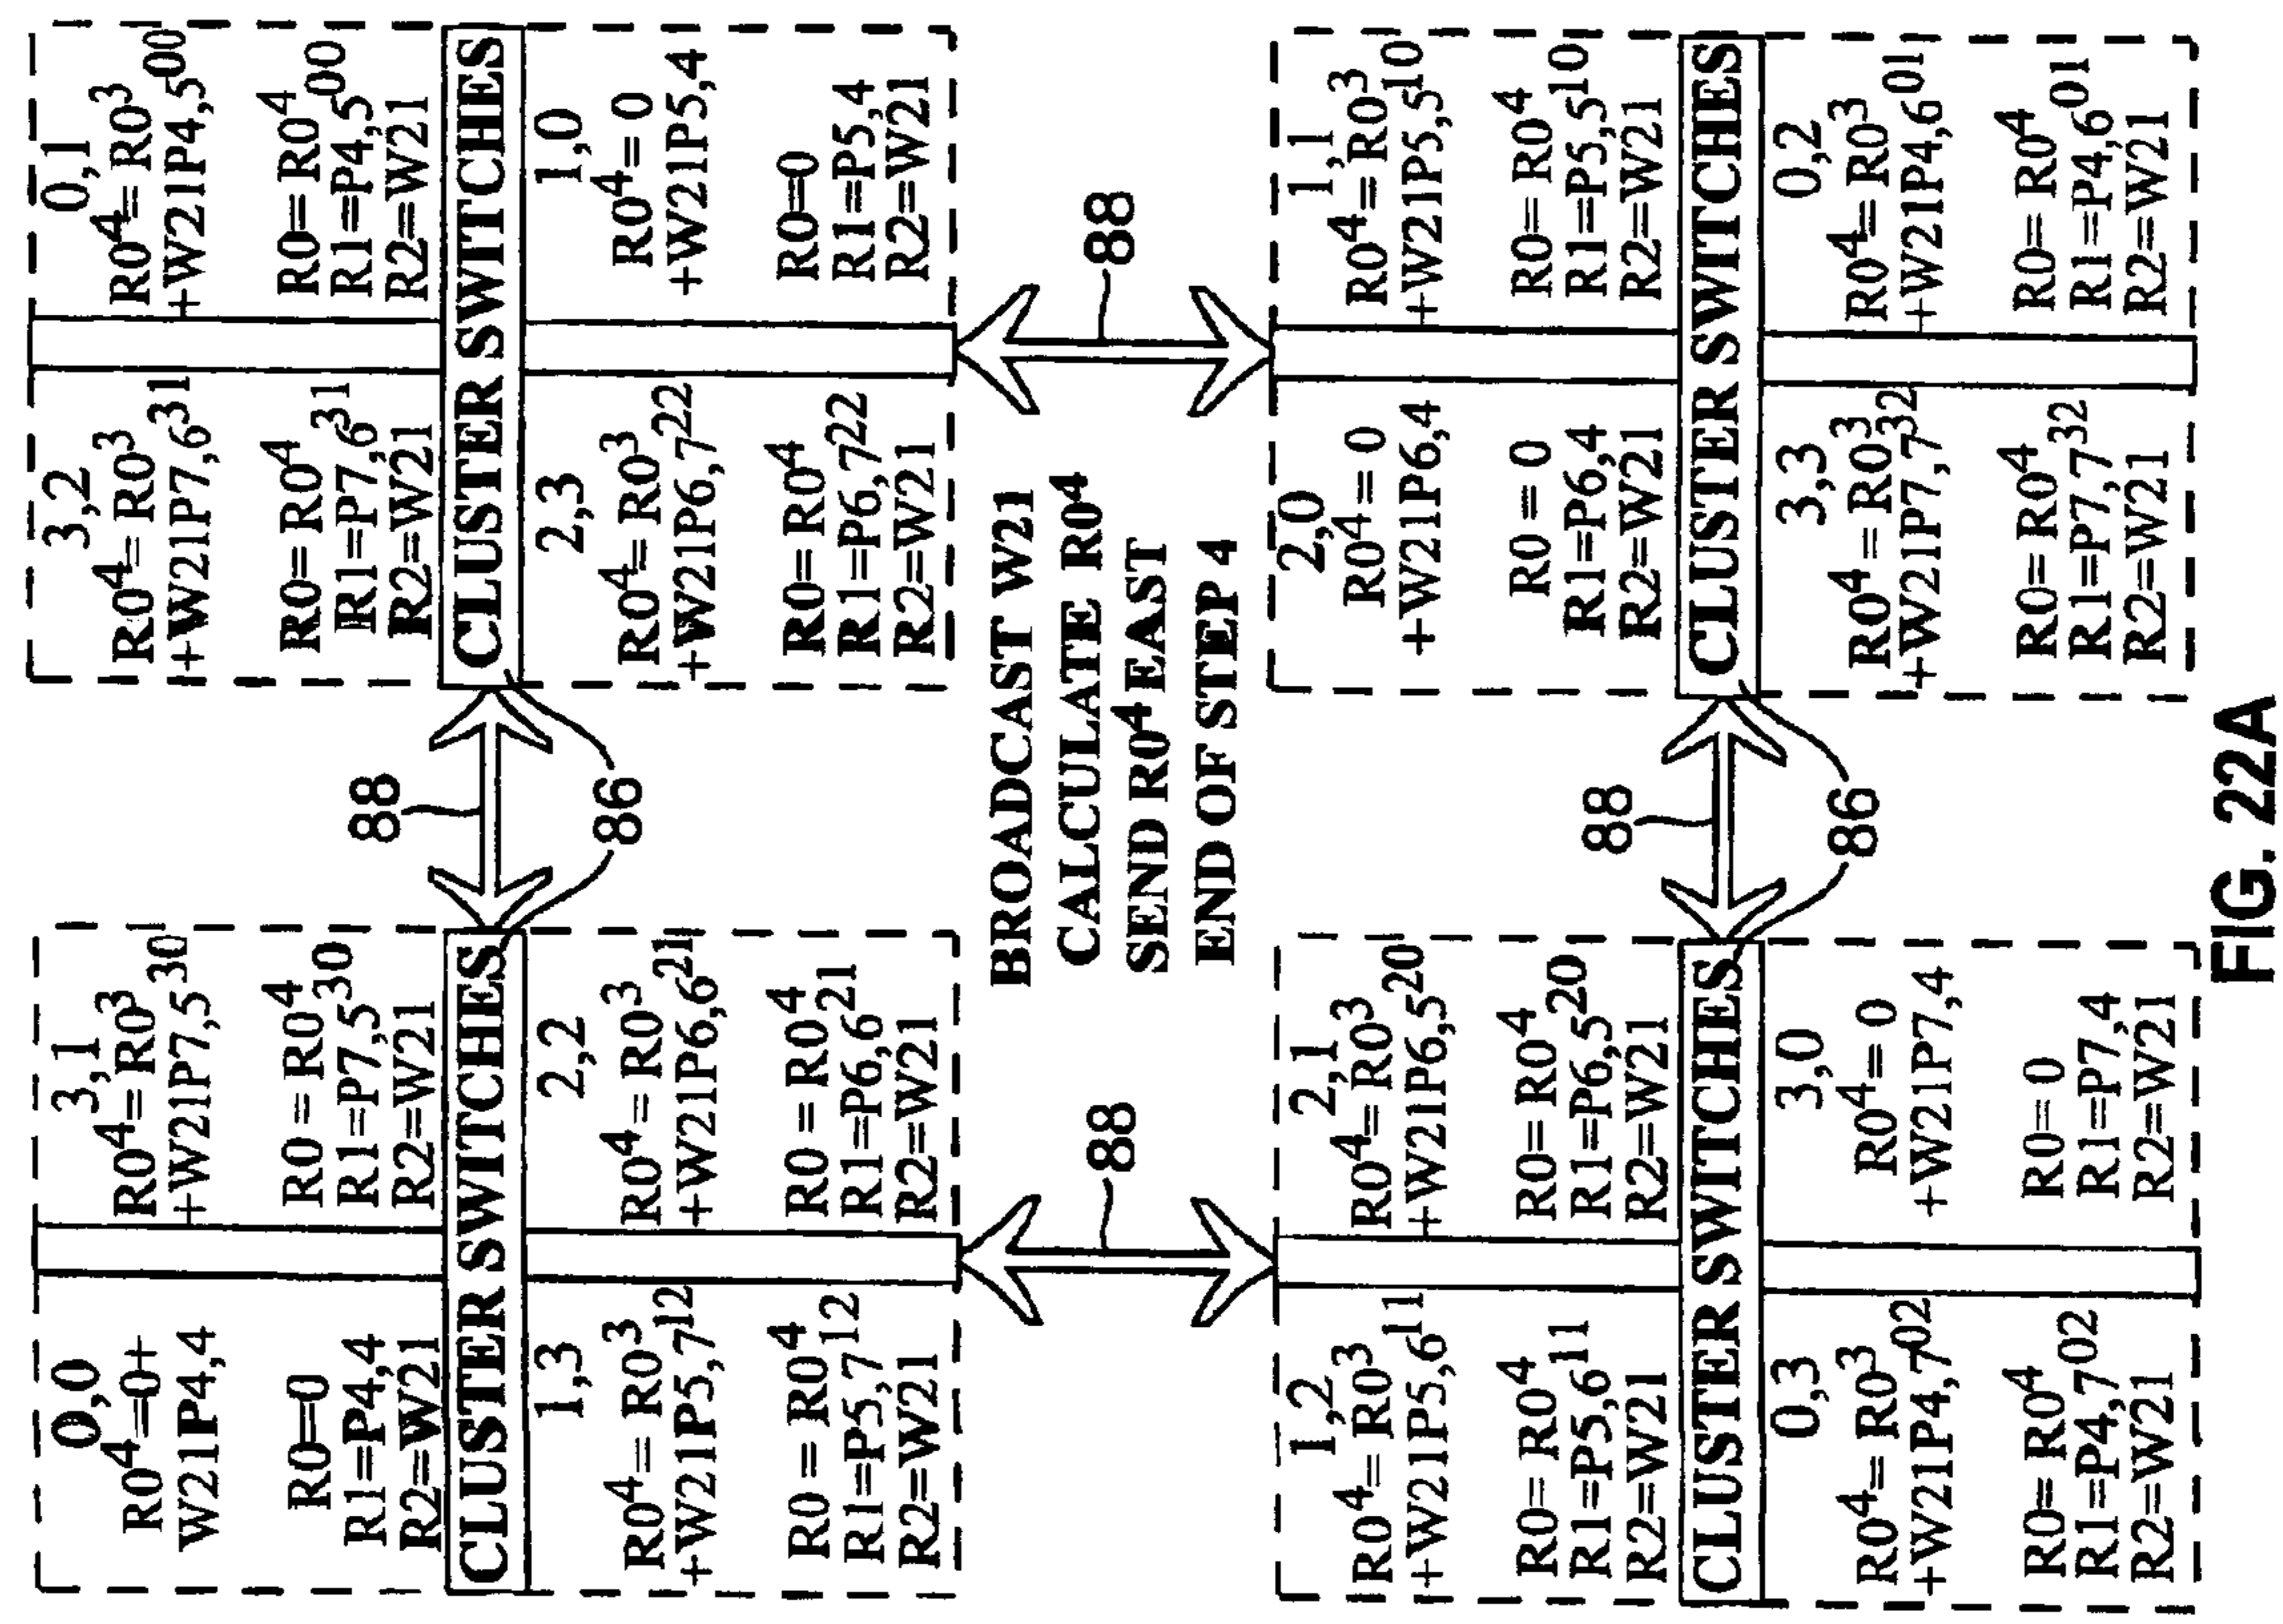 0,0
R0⁴=0+
W21P4,4
R0=0
R1=P4,4
R2=W21
3,1
R0⁴=R0³
+W21P7,5³⁰
R0=R0⁴
R1=P7,5³⁰
R2=W21
CLUSTER SWITCHES
1,3
R0⁴=R0³
+W21P5,7¹²
R0=R0⁴
R1=P5,7¹²
R2=W21
2,2
R0⁴=R0³
+W21P6,6²¹
R0=R0⁴
R1=P6,6²¹
R2=W21
88
86
3,2
R0⁴=R0³
+W21P7,6³¹
R0=R0⁴
R1=P7,6³¹
R2=W21
0,1
R0⁴=R0³
+W21P4,5⁰⁰
R0=R0⁴
R1=P4,5⁰⁰
R2=W21
CLUSTER SWITCHES
2,3
R0⁴=R0³
+W21P6,7²²
R0=R0⁴
R1=P6,7²²
R2=W21
1,0
R0⁴=0
+W21P5,4
R0=0
R1=P5,4
R2=W21
88
BROADCAST W21
CALCULATE R0⁴
SEND R0⁴ EAST
END OF STEP 4
88
1,2
R0⁴=R0³
+W21P5,6¹¹
R0=R0⁴
R1=P5,6¹¹
R2=W21
2,1
R0⁴=R0³
+W21P6,5²⁰
R0=R0⁴
R1=P6,5²⁰
R2=W21
CLUSTER SWITCHES
0,3
R0⁴=R0³
+W21P4,7⁰²
R0=R0⁴
R1=P4,7⁰²
R2=W21
3,0
R0⁴=0
+W21P7,4
R0=0
R1=P7,4
R2=W21
88
86
2,0
R0⁴=0
+W21P6,4
R0=0
R1=P6,4
R2=W21
1,1
R0⁴=R0³
+W21P5,5¹⁰
R0=R0⁴
R1=P5,5¹⁰
R2=W21
CLUSTER SWITCHES
3,3
R0⁴=R0³
+W21P7,7³²
R0=R0⁴
R1=P7,7³²
R2=W21
0,2
R0⁴=R0³
+W21P4,6⁰¹
R0=R0⁴
R1=P4,6⁰¹
R2=W21
FIG. 22A